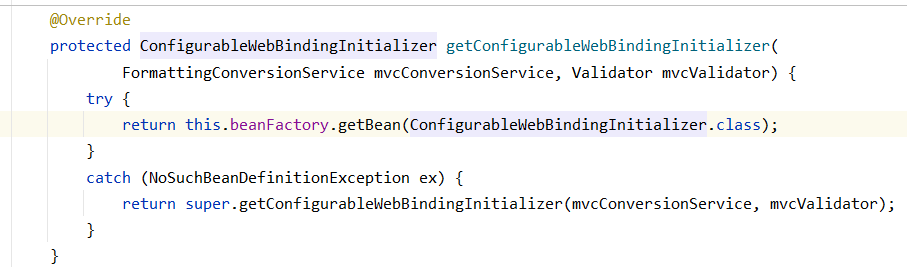 @Override
protected ConfigurableWebBindingInitializer getConfigurableWebBindingInitializer(
FormattingConversionService mvcConversionService, Validator mvcValidator) {
try {
return this.beanFactory.getBean(ConfigurableWebBindingInitializer.class);
}
catch (NoSuchBeanDefinitionException ex) {
return super.getConfigurableWebBindingInitializer(mvcConversionService, mvcValidator);
}
}